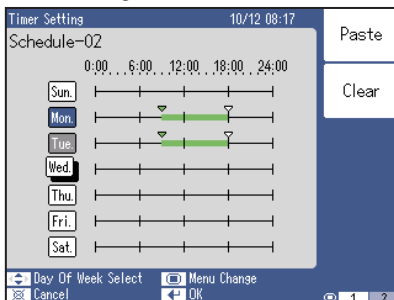 Timer Setting 10/12 08:17
Schedule-02
Paste
Clear
0:00 6:00 12:00 18:00 24:00
Sun.
Mon.
Tue.
Wed.
Thu.
Fri.
Sat.
Day Of Week Select Menu Change
Cancel OK
1 2